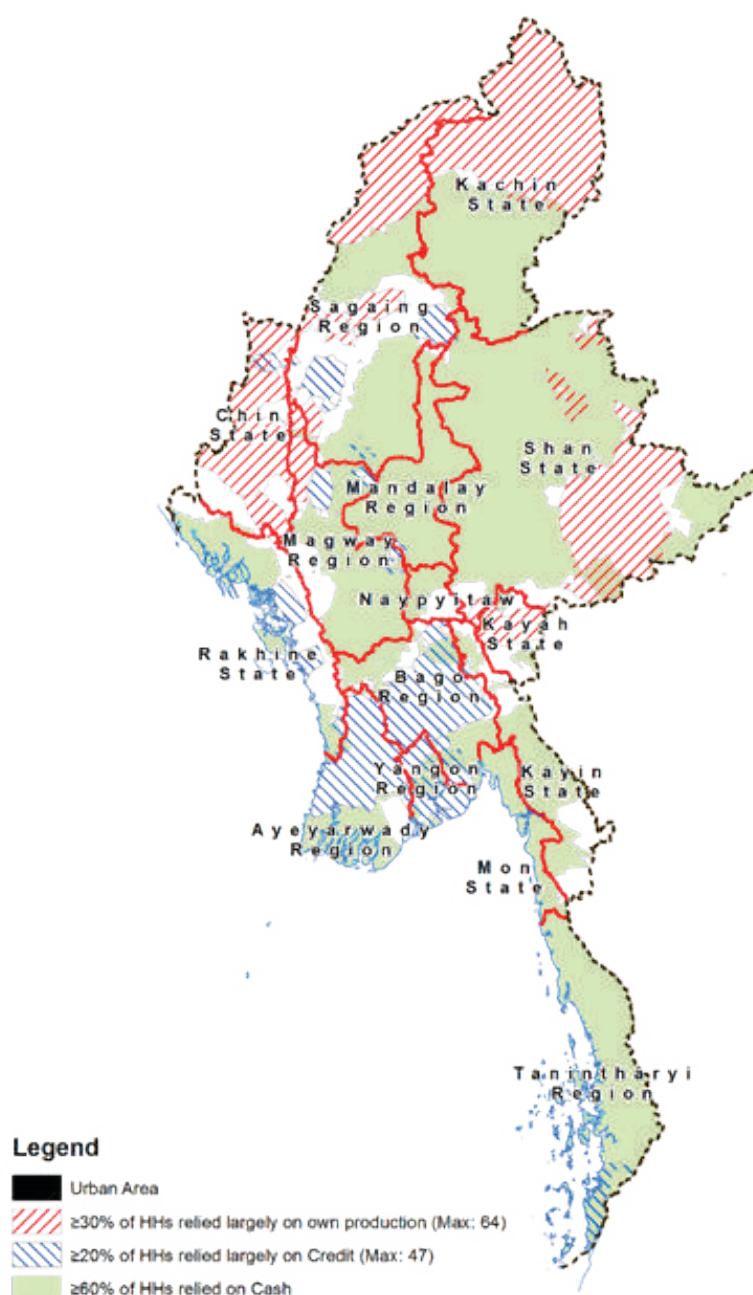 Kachin
State
Sagaing
Region
Chin
State
Shan
State
Mandalay
Region
Magway
Region
Naypyitaw
Kayah
State
Rakhine
State
Bago
Region
Yangon
Region
Kayin
State
Ayeyarwady
Region
Mon
State
Tanintharyi
Region
Legend
Urban Area
≥30% of HHs relied largely on own production (Max: 64)
≥20% of HHs relied largely on Credit (Max: 47)
≥60% of HHs relied on Cash